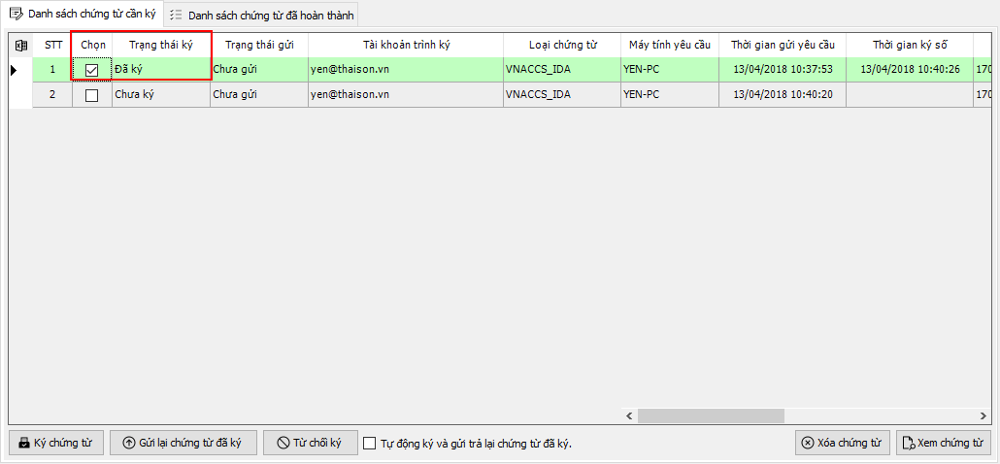 Danh sách chứng từ cần ký Danh sách chứng từ đã hoàn thành
STT Chọn Trạng thái ký Trạng thái gửi Tài khoản trình ký Loại chứng từ Máy tính yêu cầu Thời gian gửi yêu cầu Thời gian ký số
1 Đã ký Chưa gửi yen@thaison.vn VNACCS_IDA YEN-PC 13/04/2018 10:37:53 13/04/2018 10:40:26 170
2 Chưa ký Chưa gửi yen@thaison.vn VNACCS_IDA YEN-PC 13/04/2018 10:40:20 170
Ký chứng từ Gửi lại chứng từ đã ký Từ chối ký Tự động ký và gửi trả lại chứng từ đã ký. Xóa chứng từ Xem chứng từ